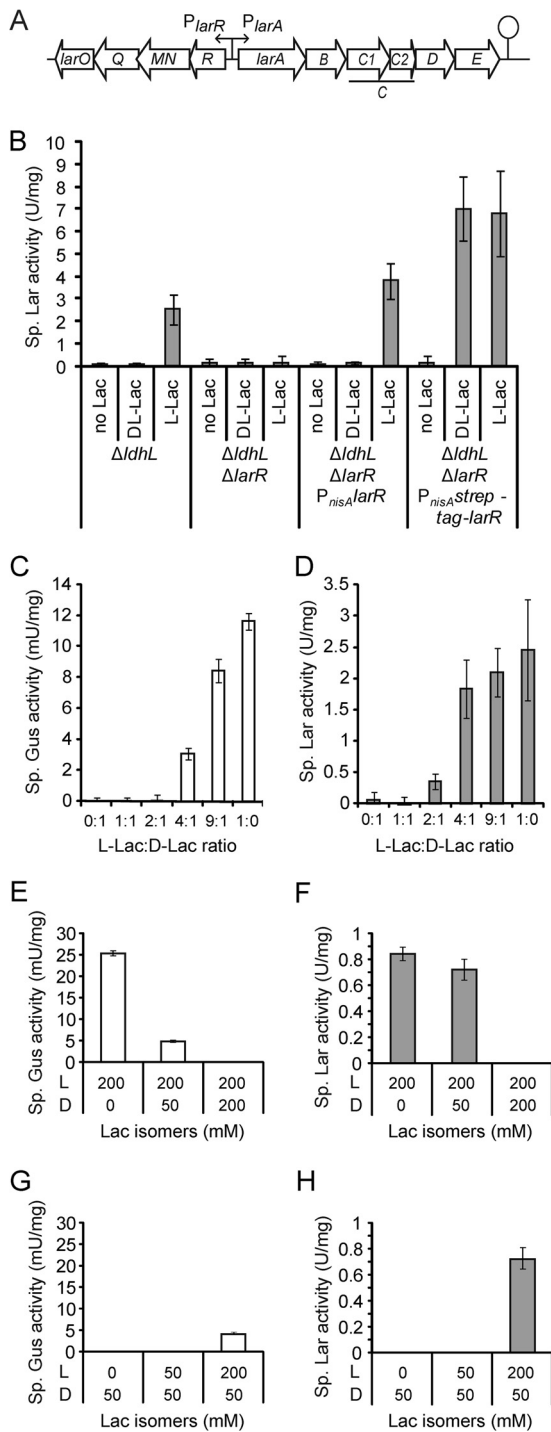 A
PlarR PlarA
larO Q MN R larA B C1 C2 D E
C
B
Sp. Lar activity (U/mg)
10
9
8
7
6
5
4
3
2
1
0
no Lac DL-Lac L-Lac no Lac DL-Lac L-Lac no Lac DL-Lac L-Lac no Lac DL-Lac L-Lac
ΔldhL ΔldhL ΔldhL ΔldhL
ΔlarR ΔlarR ΔlarR
PnisAlarR PnisAstrep -
tag-larR
C
Sp. Gus activity (mU/mg)
14
12
10
8
6
4
2
0
0:1 1:1 2:1 4:1 9:1 1:0
L-Lac:D-Lac ratio
D
Sp. Lar activity (U/mg)
3.5
3
2.5
2
1.5
1
0.5
0
0:1 1:1 2:1 4:1 9:1 1:0
L-Lac:D-Lac ratio
E
Sp. Gus activity (mU/mg)
30
25
20
15
10
5
0
L 200 200 200
D 0 50 200
Lac isomers (mM)
F
Sp. Lar activity (U/mg)
1
0.8
0.6
0.4
0.2
0
L 200 200 200
D 0 50 200
Lac isomers (mM)
G
Sp. Gus activity (mU/mg)
30
25
20
15
10
5
0
L 0 50 200
D 50 50 50
Lac isomers (mM)
H
Sp. Lar activity (U/mg)
1
0.8
0.6
0.4
0.2
0
L 0 50 200
D 50 50 50
Lac isomers (mM)